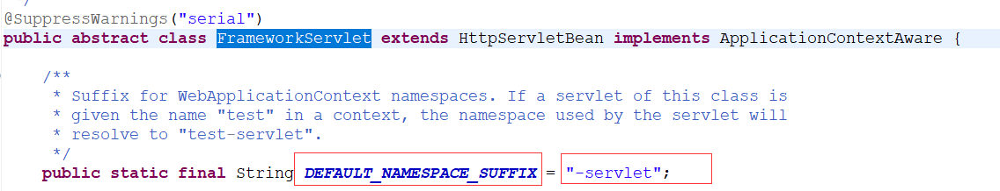 */
@SuppressWarnings("serial")
public abstract class FrameworkServlet extends HttpServletBean implements ApplicationContextAware {
/**
* Suffix for WebApplicationContext namespaces. If a servlet of this class is
* given the name "test" in a context, the namespace used by the servlet will
* resolve to "test-servlet".
*/
public static final String DEFAULT_NAMESPACE_SUFFIX = "-servlet";